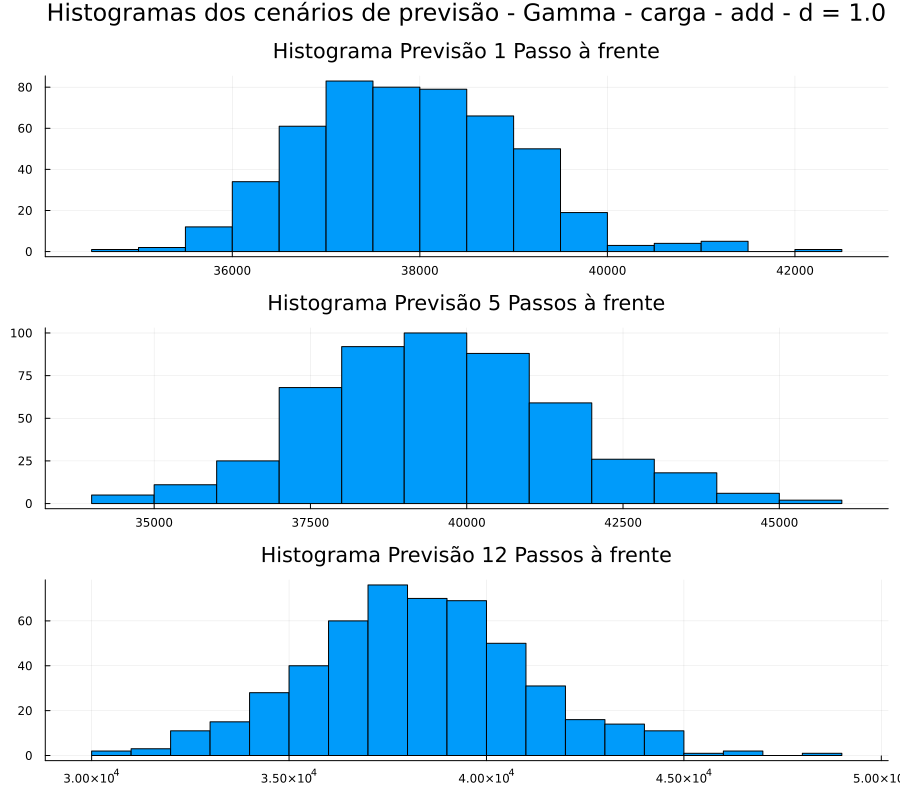 Histogramas dos cenários de previsão - Gamma - carga - add - d = 1.0
Histograma Previsão 1 Passo à frente
80
60
40
20
0
36000 38000 40000 42000
Histograma Previsão 5 Passos à frente
100
75
50
25
0
35000 37500 40000 42500 45000
Histograma Previsão 12 Passos à frente
60
40
20
0
3.00×10⁴ 3.50×10⁴ 4.00×10⁴ 4.50×10⁴ 5.00×10